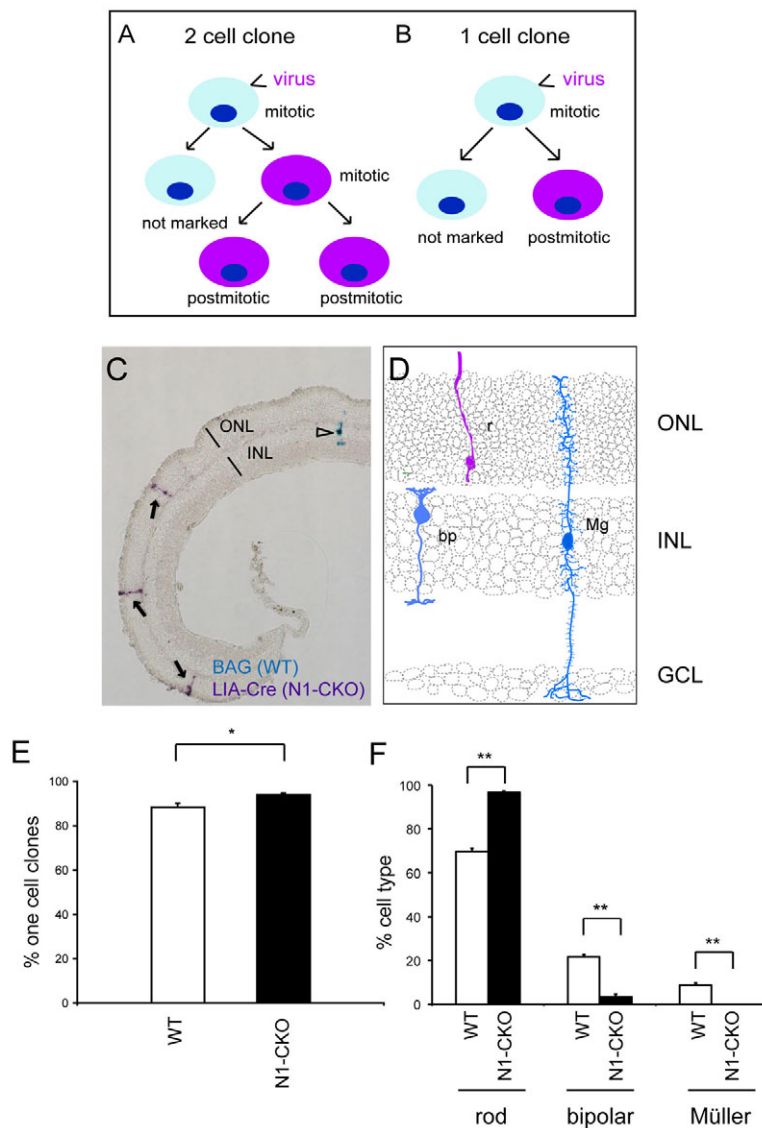 A 2 cell clone
virus
mitotic
mitotic
not marked
postmitotic
postmitotic
B 1 cell clone
virus
mitotic
not marked
postmitotic
C
ONL
INL
BAG (WT)
LIA-Cre (N1-CKO)
D
r
bp
Mg
ONL
INL
GCL
E
*
% one cell clones
100
80
60
40
20
0
WT
N1-CKO
F
**
**
**
% cell type
100
80
60
40
20
0
WT
N1-CKO
WT
N1-CKO
WT
N1-CKO
rod
bipolar
Müller